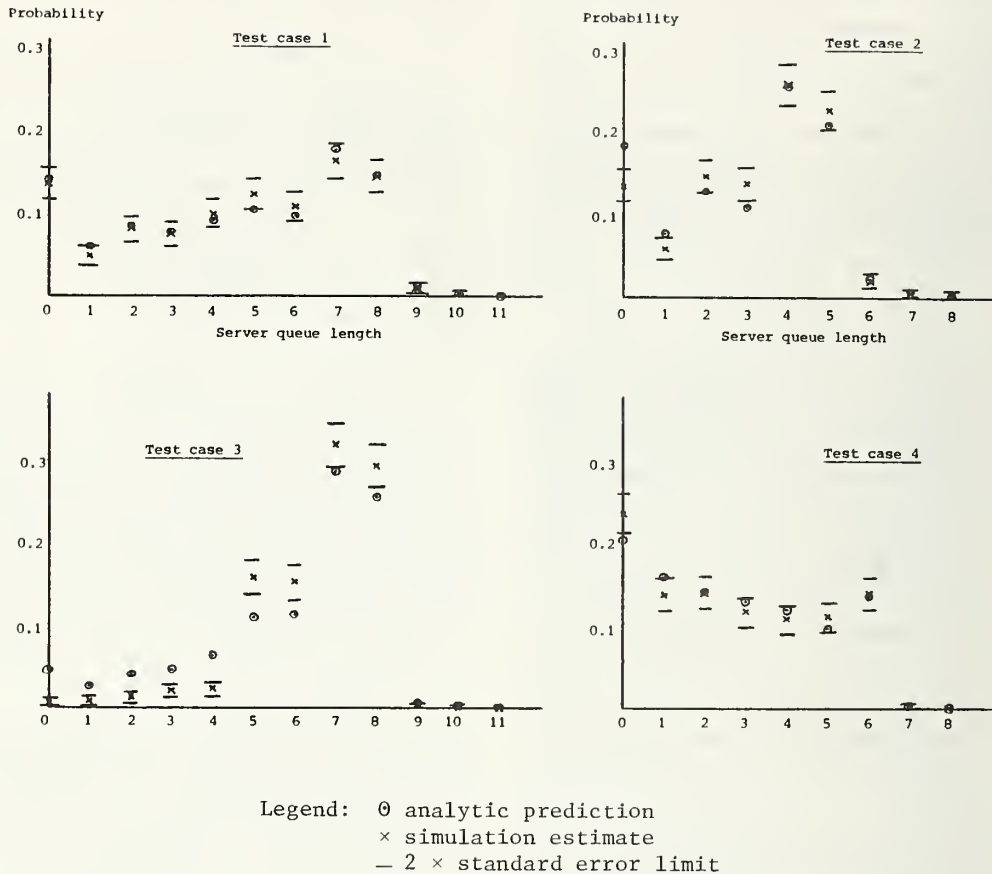 Probability
Test case 1
0.3
0.2
0.1
0 1 2 3 4 5 6 7 8 9 10 11
Server queue length
Probability
Test case 2
0.3
0.2
0.1
0 1 2 3 4 5 6 7 8
Server queue length
Test case 3
0.3
0.2
0.1
0 1 2 3 4 5 6 7 8 9 10 11
Test case 4
0.3
0.2
0.1
0 1 2 3 4 5 6 7 8
Legend: ⊙ analytic prediction
× simulation estimate
— 2 × standard error limit